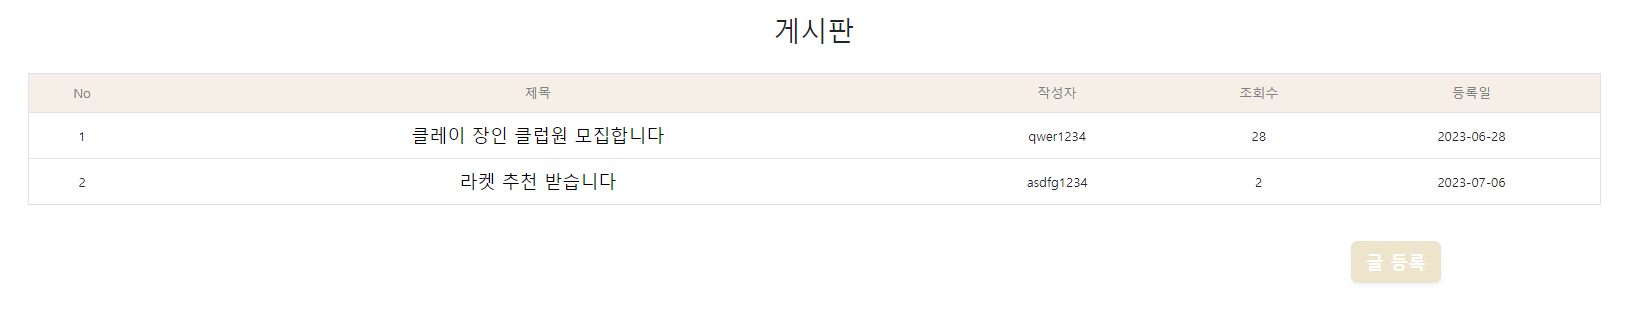 게시판
No 제목 작성자 조회수 등록일
1 클레이 장인 클럽원 모집합니다 qwer1234 28 2023-06-28
2 라켓 추천 받습니다 asdfg1234 2 2023-07-06
글 등록